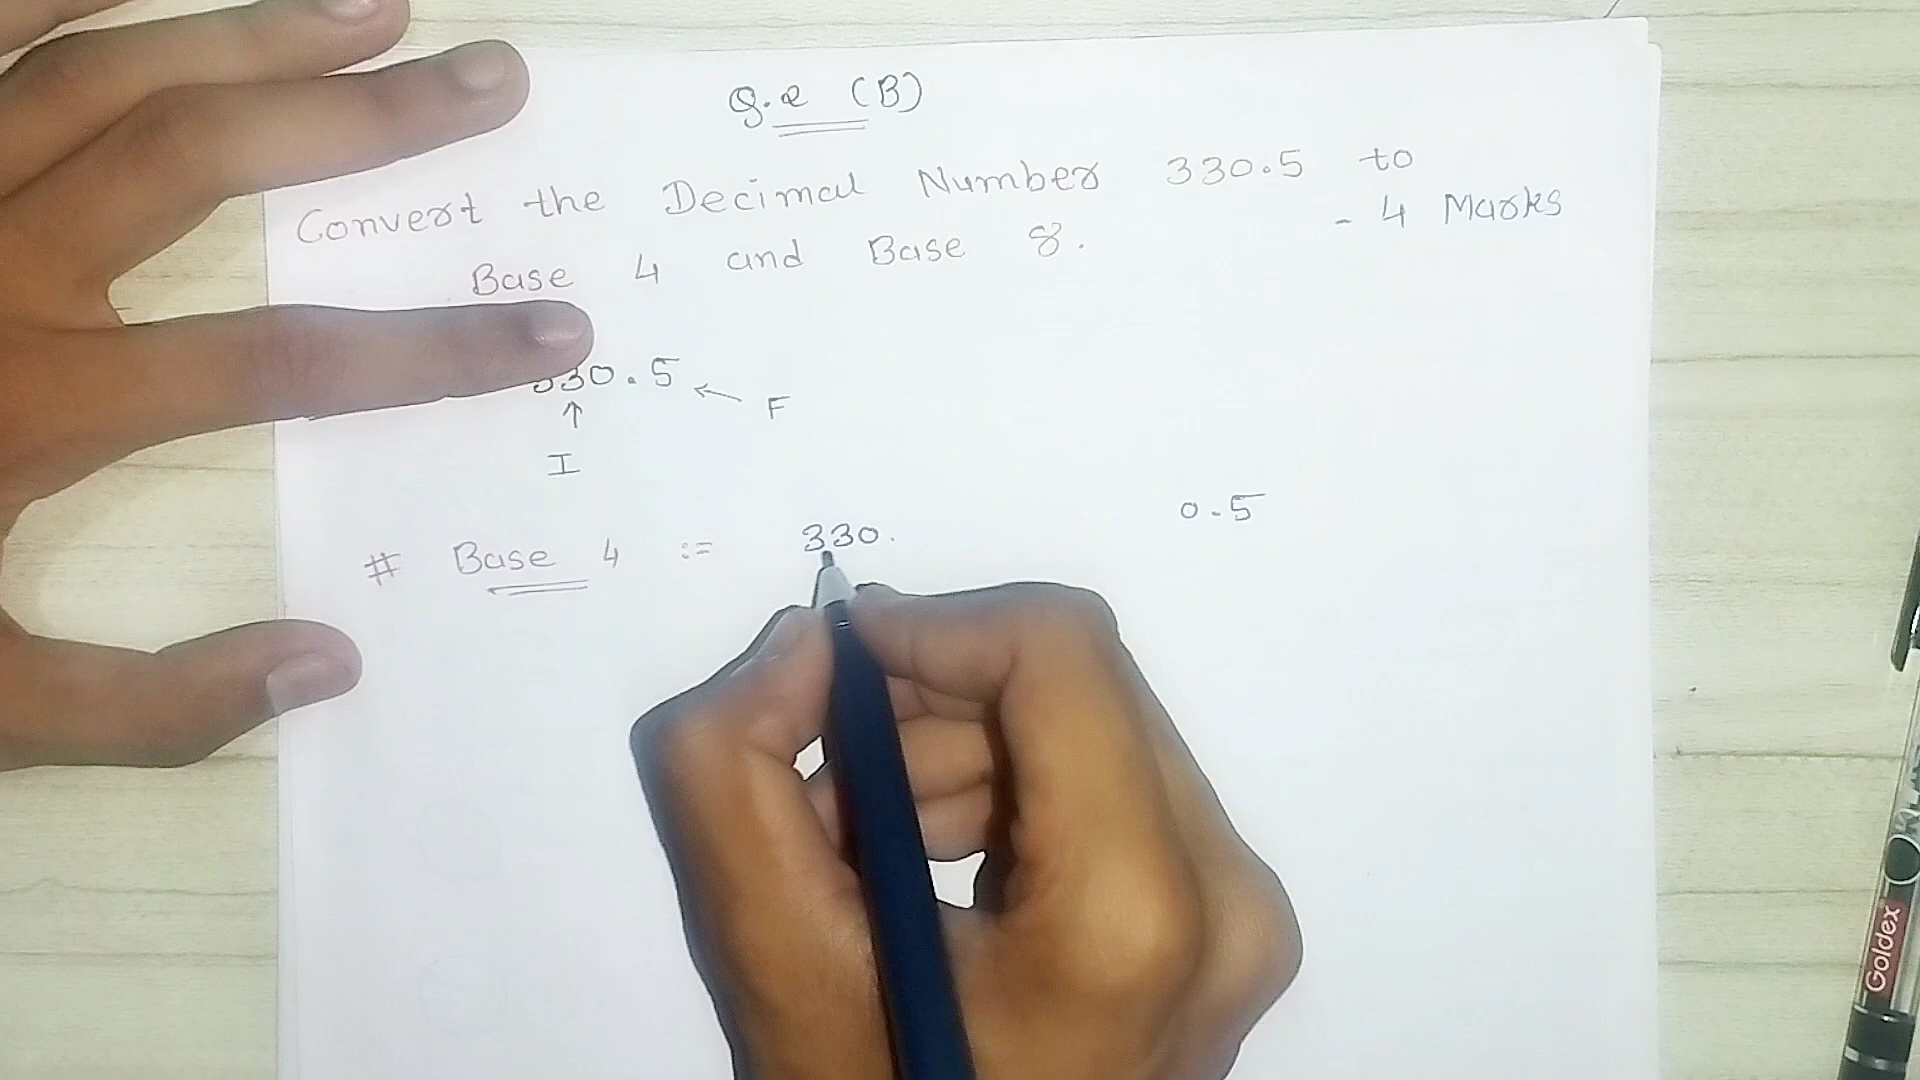 Q.2 (B)
Convert the Decimal Number 330.5 to
Base 4 and Base 8. - 4 Marks
330.5 ← F
↑
I
# Base 4 := 330. 0.5
Goldex